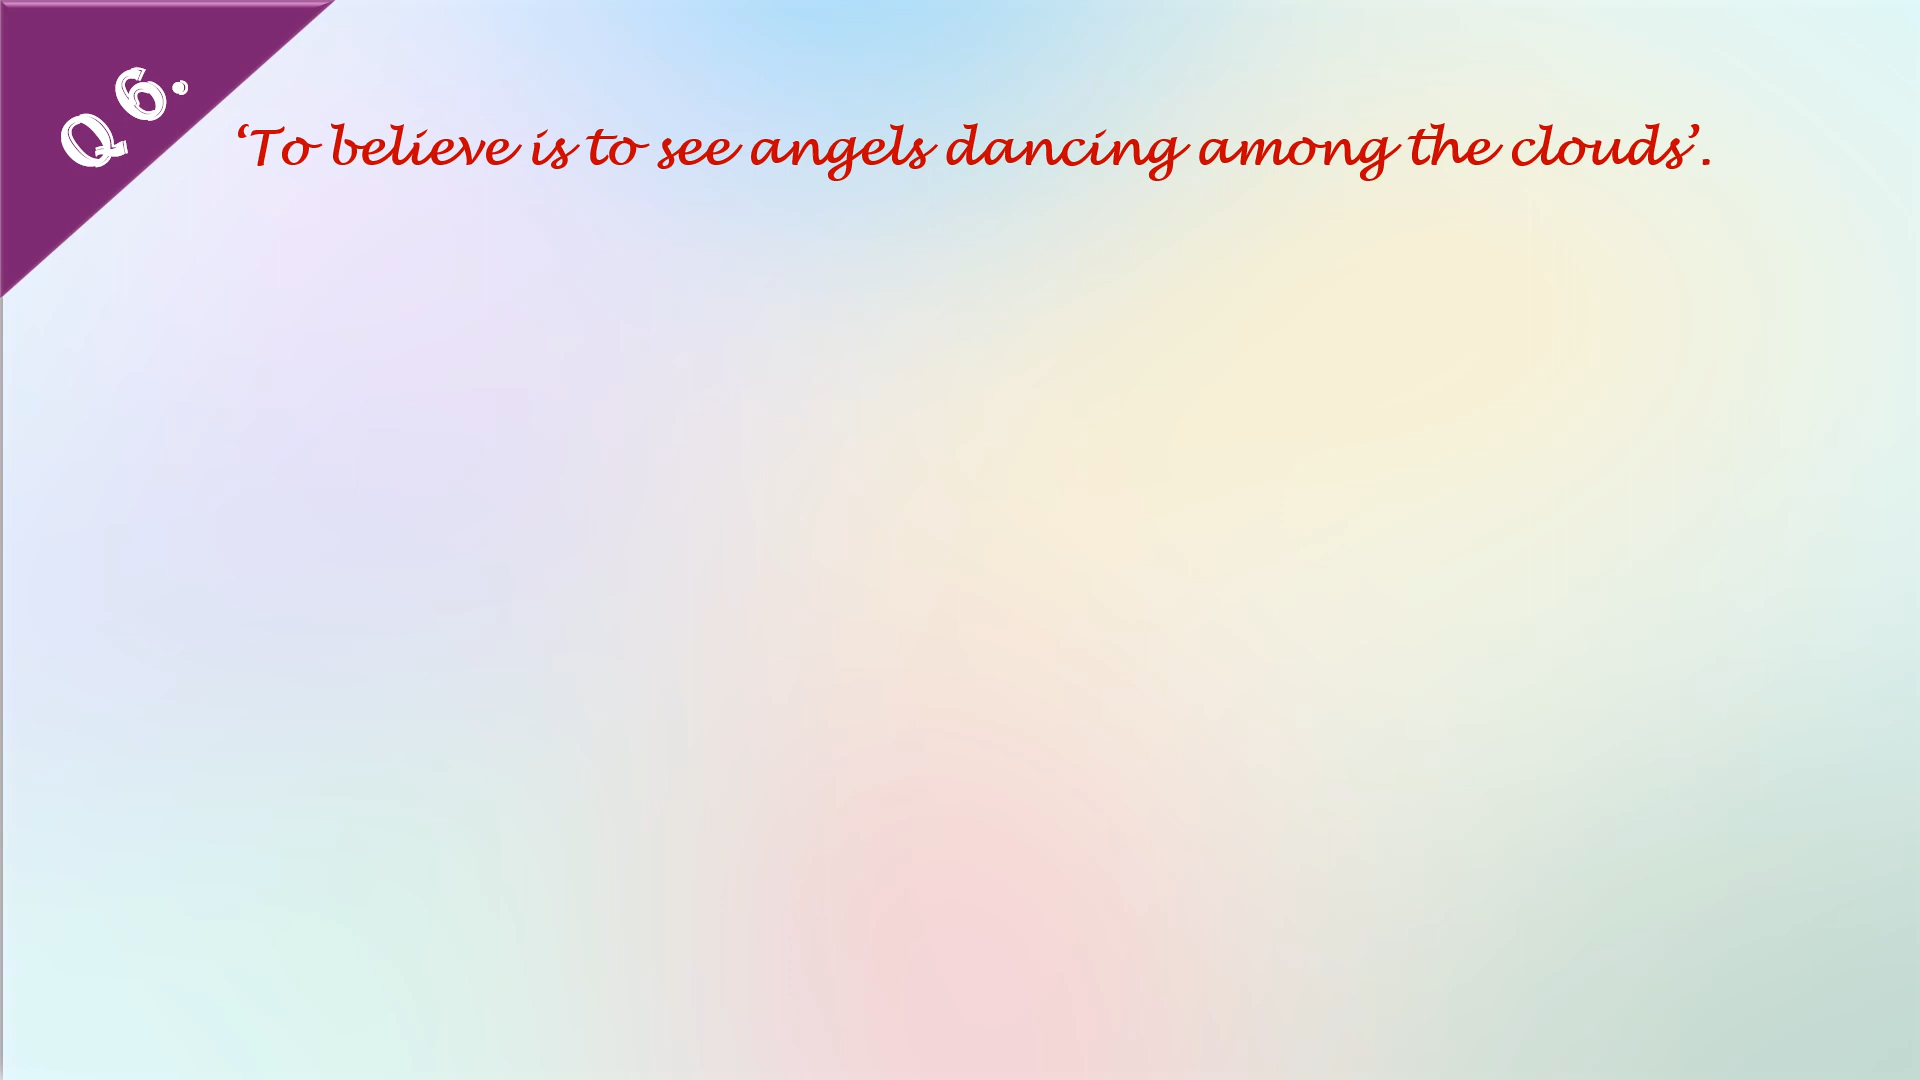 Q 6.
‘To believe is to see angels dancing among the clouds’.